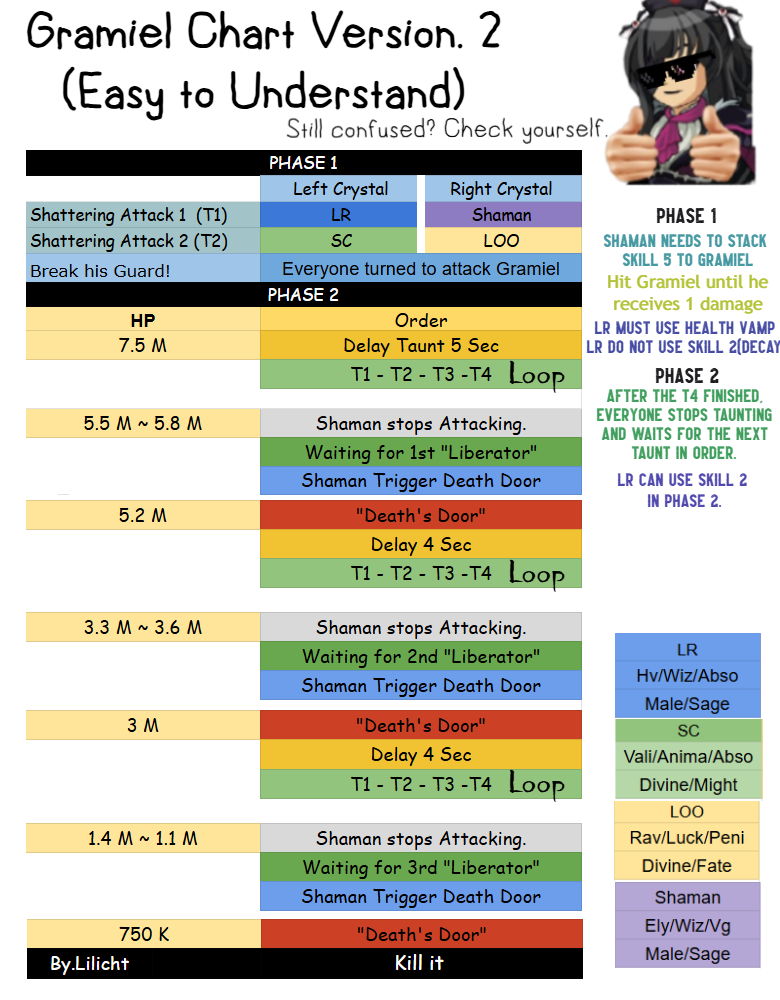 Gramiel Chart Version. 2
(Easy to Understand)
Still confused? Check yourself.
PHASE 1
Left Crystal Right Crystal
Shattering Attack 1 (T1) LR Shaman
Shattering Attack 2 (T2) SC LOO
Break his Guard! Everyone turned to attack Gramiel
PHASE 2
HP Order
7.5 M Delay Taunt 5 Sec
T1 - T2 - T3 -T4 Loop
5.5 M ~ 5.8 M Shaman stops Attacking.
Waiting for 1st "Liberator"
Shaman Trigger Death Door
5.2 M "Death's Door"
Delay 4 Sec
T1 - T2 - T3 -T4 Loop
3.3 M ~ 3.6 M Shaman stops Attacking.
Waiting for 2nd "Liberator"
Shaman Trigger Death Door
3 M "Death's Door"
Delay 4 Sec
T1 - T2 - T3 -T4 Loop
1.4 M ~ 1.1 M Shaman stops Attacking.
Waiting for 3rd "Liberator"
Shaman Trigger Death Door
750 K "Death's Door"
By.Lilicht Kill it
PHASE 1
SHAMAN NEEDS TO STACK
SKILL 5 TO GRAMIEL
Hit Gramiel until he
receives 1 damage
LR MUST USE HEALTH VAMP
LR DO NOT USE SKILL 2(DECAY
PHASE 2
AFTER THE T4 FINISHED,
EVERYONE STOPS TAUNTING
AND WAITS FOR THE NEXT
TAUNT IN ORDER.
LR CAN USE SKILL 2
IN PHASE 2.
LR
Hv/Wiz/Abso
Male/Sage
SC
Vali/Anima/Abso
Divine/Might
LOO
Rav/Luck/Peni
Divine/Fate
Shaman
Ely/Wiz/Vg
Male/Sage